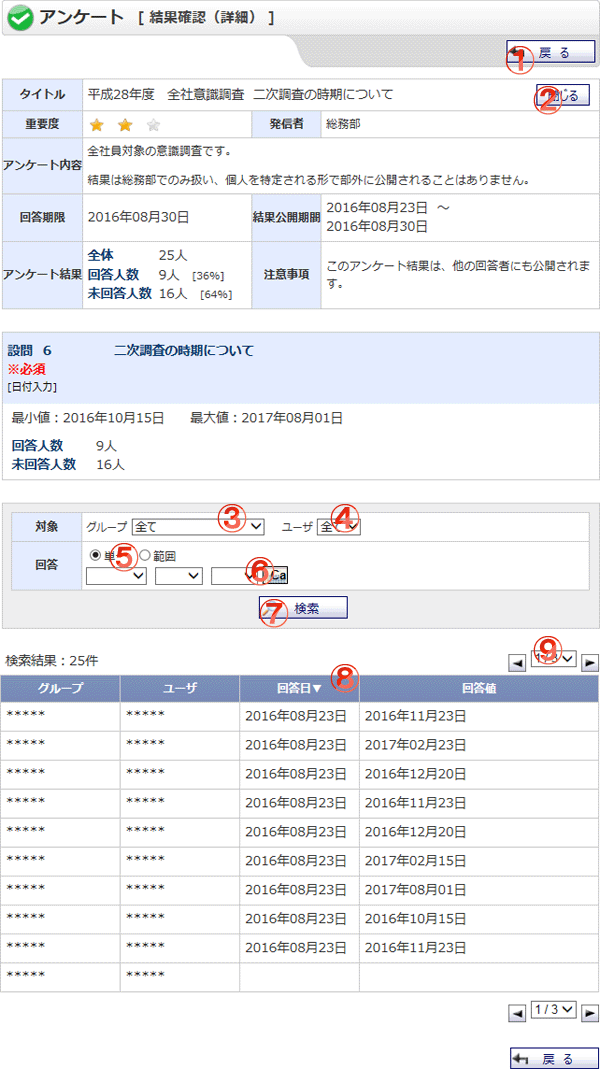 アンケート [ 結果確認（詳細） ]
① 戻 る
タイトル 平成28年度 全社意識調査 二次調査の時期について ② 閉じる
重要度 発信者 総務部
アンケート内容 全社員対象の意識調査です。
結果は総務部でのみ扱い、個人を特定される形で部外に公開されることはありません。
回答期限 2016年08月30日 結果公開期間 2016年08月23日 ～
2016年08月30日
アンケート結果 全体 25人
回答人数 9人 [36%]
未回答人数 16人 [64%]
注意事項 このアンケート結果は、他の回答者にも公開されま
す。
設問 6 二次調査の時期について
※必須
[日付入力]
最小値：2016年10月15日 最大値：2017年08月01日
回答人数 9人
未回答人数 16人
対象 グループ 全て ③ ユーザ 全て ④
回答 単 ⑤ 範囲
⑥ Ca
⑦ 検索
検索結果：25件 ⑨
グループ ユーザ 回答日▼ ⑧ 回答値
***** ***** 2016年08月23日 2016年11月23日
***** ***** 2016年08月23日 2017年02月23日
***** ***** 2016年08月23日 2016年12月20日
***** ***** 2016年08月23日 2016年11月23日
***** ***** 2016年08月23日 2016年12月20日
***** ***** 2016年08月23日 2017年02月15日
***** ***** 2016年08月23日 2017年08月01日
***** ***** 2016年08月23日 2016年10月15日
***** ***** 2016年08月23日 2016年11月23日
***** *****
◀ 1 / 3 ▶
戻 る